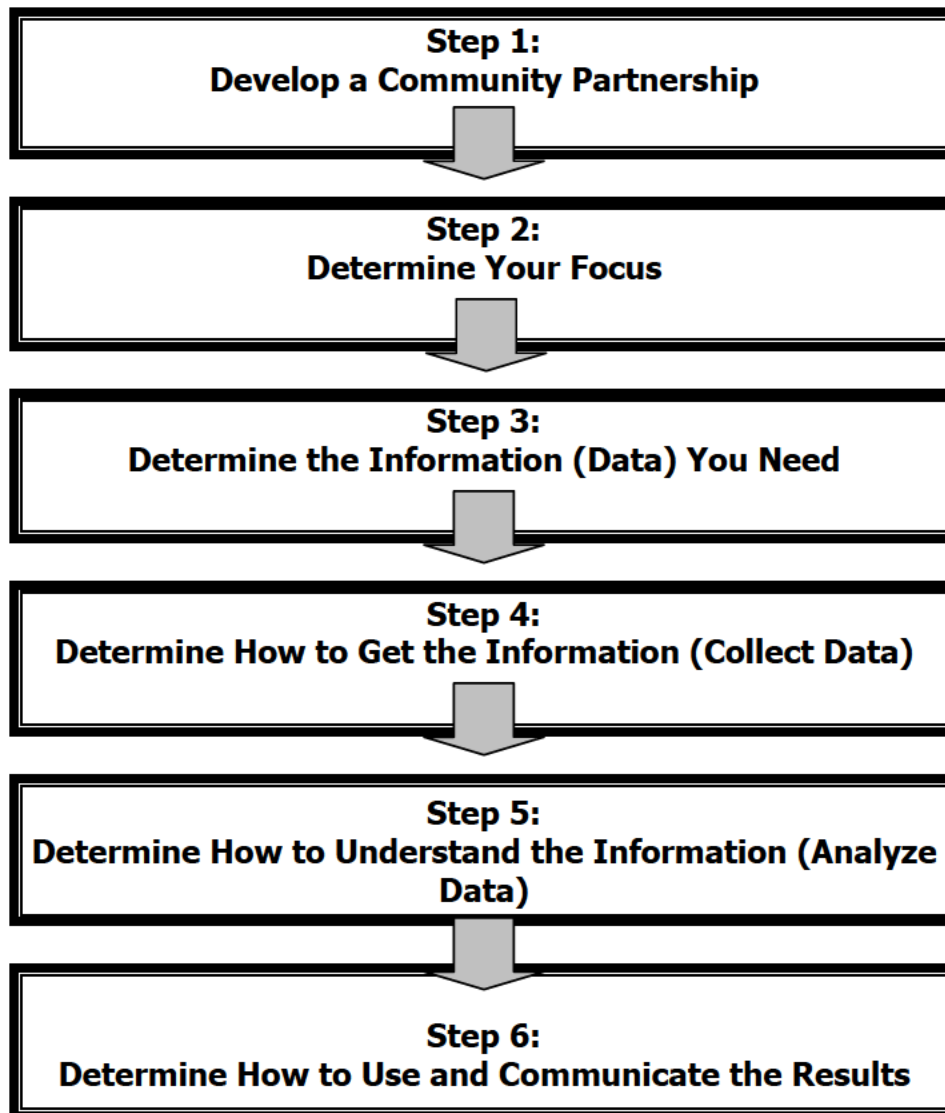 Step 1:
Develop a Community Partnership
Step 2:
Determine Your Focus
Step 3:
Determine the Information (Data) You Need
Step 4:
Determine How to Get the Information (Collect Data)
Step 5:
Determine How to Understand the Information (Analyze
Data)
Step 6:
Determine How to Use and Communicate the Results